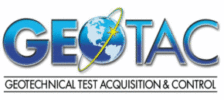 GEOTAC
GEOTECHNICAL TEST ACQUISITION & CONTROL